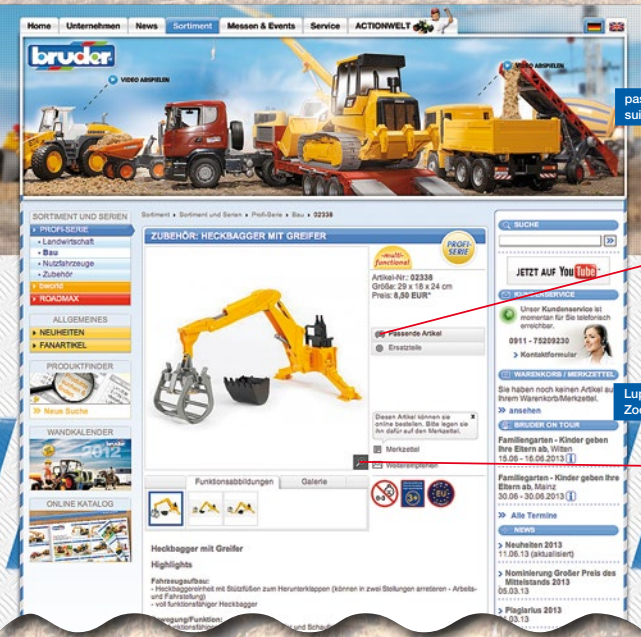 Home Unternehmen News Sortiment Messen & Events Service ACTIONWELT
bruder
VIDEO ABSPIELEN
VIDEO ABSPIELEN
SORTIMENT UND SERIEN
PROFI-SERIE
• Landwirtschaft
• Bau
• Nutzfahrzeuge
• Zubehör
bworld
ROADMAX
ALLGEMEINES
NEUHEITEN
FANARTIKEL
PRODUKTFINDER
Neue Suche
WANDKALENDER
2012
ONLINE KATALOG
Sortiment › Sortiment und Serien › Profi-Serie › Bau › 02338
ZUBEHÖR: HECKBAGGER MIT GREIFER
PROFI-
SERIE
-multi-
functional
Artikel-Nr.: 02338
Größe: 29 x 18 x 24 cm
Preis: 8,50 EUR*
Passende Artikel
Ersatzteile
Diesen Artikel können sie X
online bestellen. Bitte legen sie
ihn dafür auf den Merkzettel.
Merkzettel
Weiterempfehlen
Funktionsabbildungen Galerie
0-3
3+
EU
Heckbagger mit Greifer
Highlights
Fahrzeugaufbau:
- Heckbaggereinheit mit Stützfüßen zum Herunterklappen (können in zwei Stellungen arretieren - Arbeits-
und Fahrstellung)
- voll funktionsfähiger Heckbagger
SUCHE
JETZT AUF YouTube
KUNDENSERVICE
Unser Kundenservice ist
momentan für Sie telefonisch
erreichbar.
0911 - 75209230
Kontaktformular
WARENKORB / MERKZETTEL
Sie haben noch keinen Artikel
Ihrem Warenkorb/Merkzettel.
ansehen
BRUDER ON TOUR
Familiengarten - Kinder geben
Ihre Eltern ab, Witten
15.06 - 16.06.2013
Familiengarten - Kinder geben Ihre
Eltern ab, Mainz
30.06 - 30.06.2013
Alle Termine
NEWS
Neuheiten 2013
11.06.13 (aktualisiert)
Nominierung Großer Preis des
Mittelstands 2013
05.03.13
Plagiarius 2013